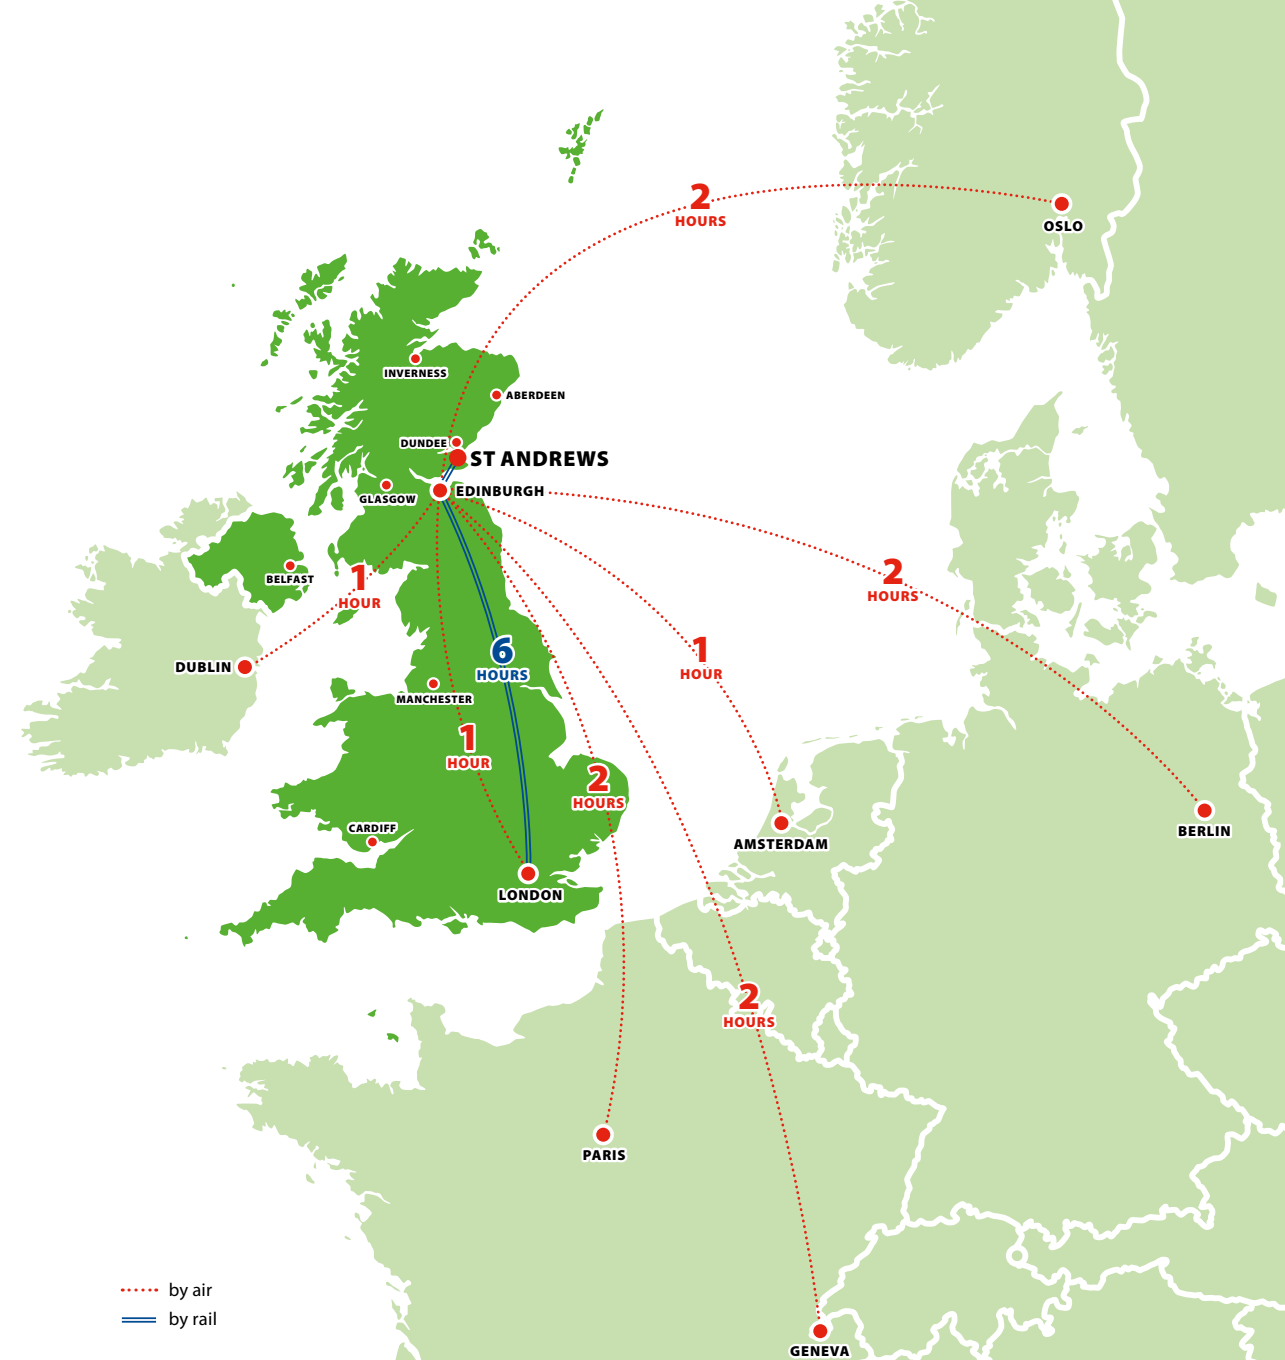 2
HOURS
OSLO
INVERNESS
ABERDEEN
DUNDEE
ST ANDREWS
GLASGOW
EDINBURGH
BELFAST
1
HOUR
2
HOURS
DUBLIN
6
HOURS
1
HOUR
MANCHESTER
1
HOUR
2
HOURS
CARDIFF
LONDON
AMSTERDAM
BERLIN
2
HOURS
PARIS
by air
by rail
GENEVA